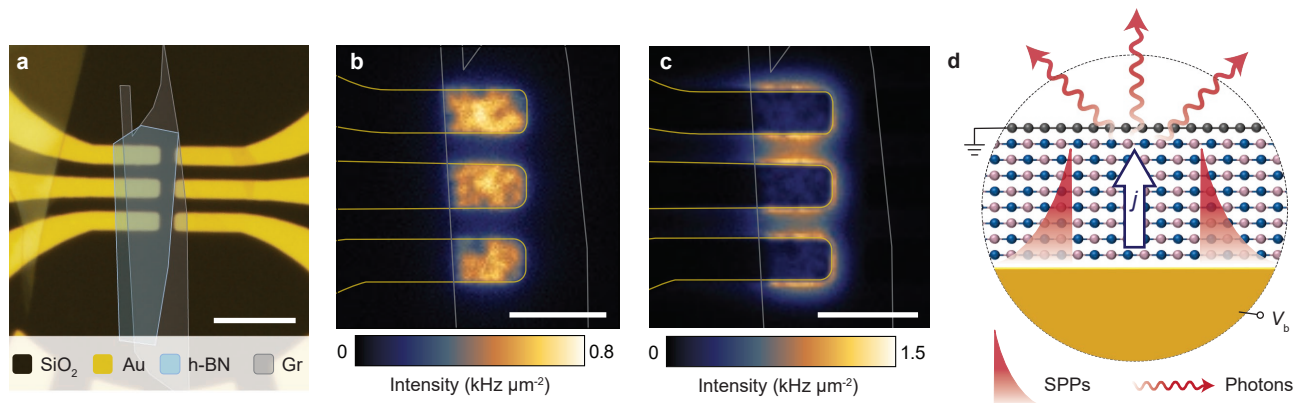 a
SiO₂ Au h-BN Gr
b
0 0.8
Intensity (kHz μm⁻²)
c
0 1.5
Intensity (kHz μm⁻²)
d
j
V_b
SPPs Photons